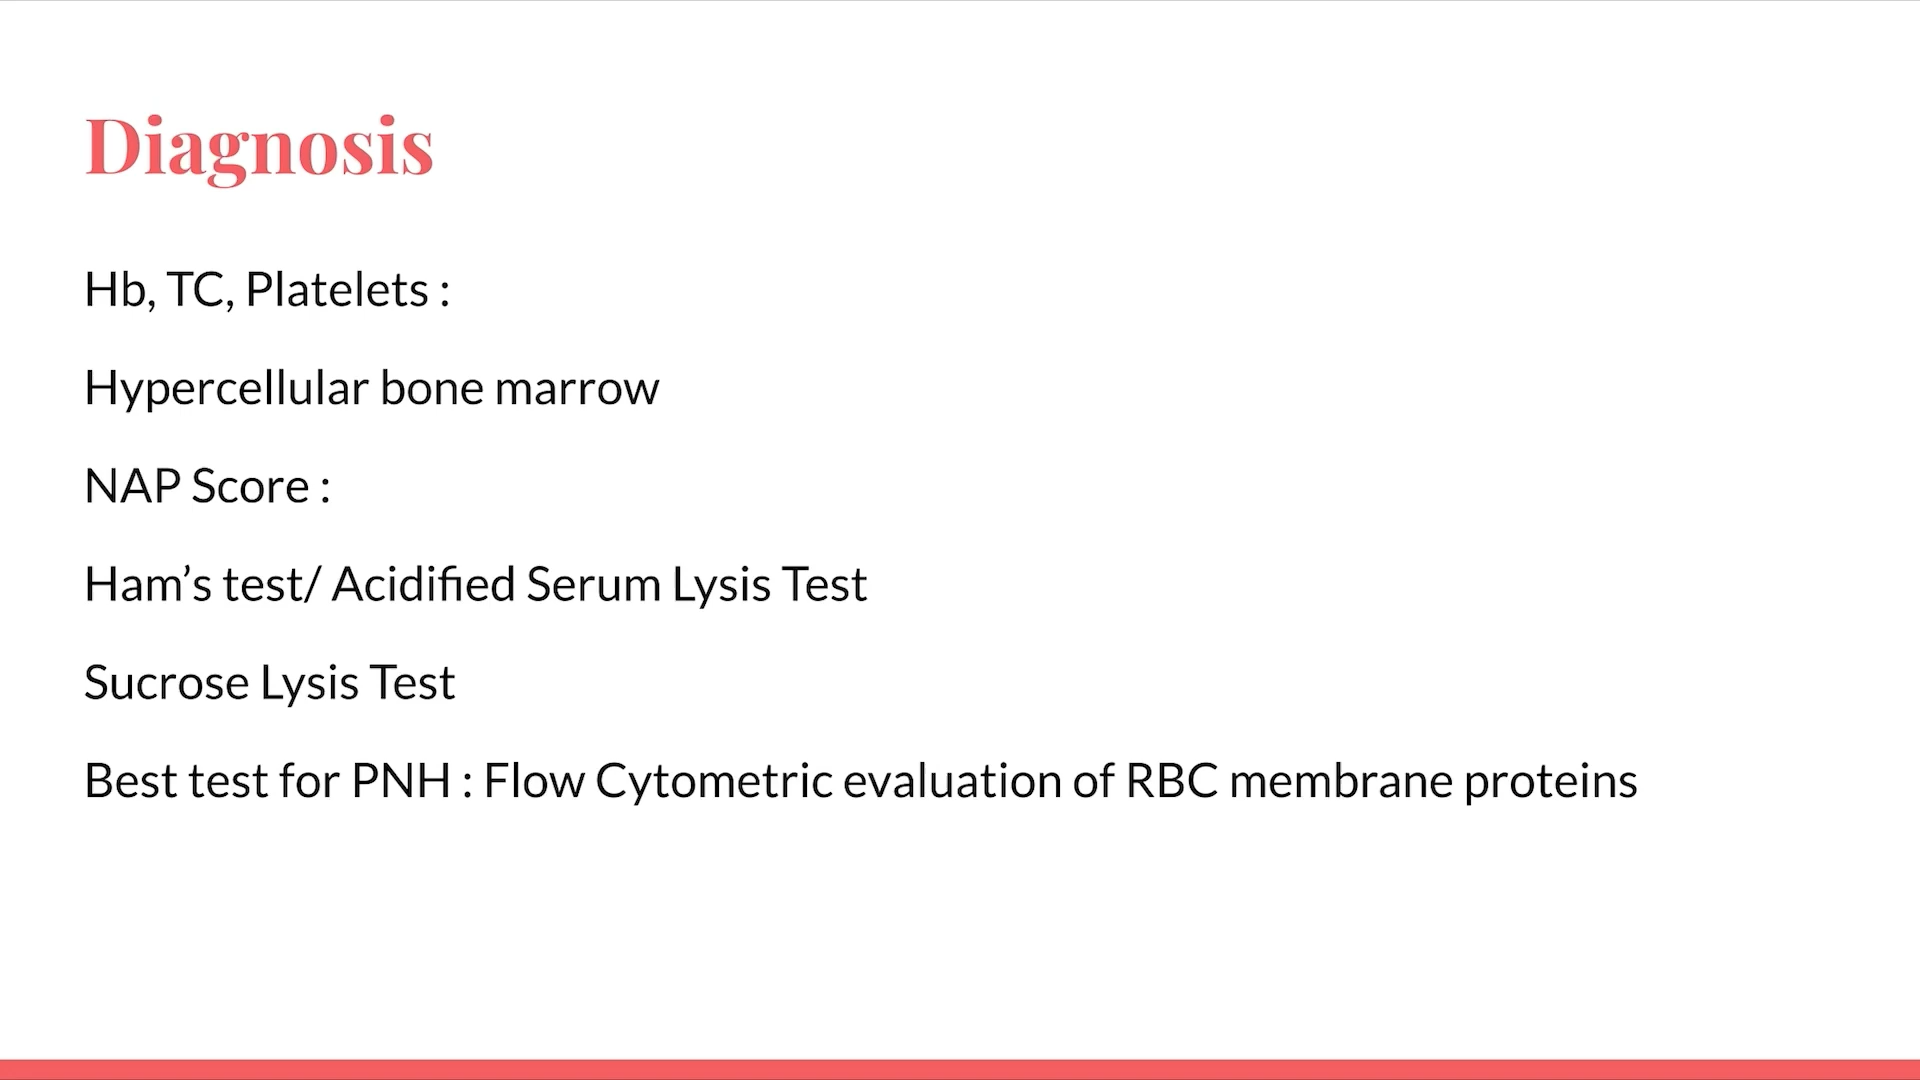 Diagnosis
Hb, TC, Platelets :
Hypercellular bone marrow
NAP Score :
Ham’s test/ Acidified Serum Lysis Test
Sucrose Lysis Test
Best test for PNH : Flow Cytometric evaluation of RBC membrane proteins